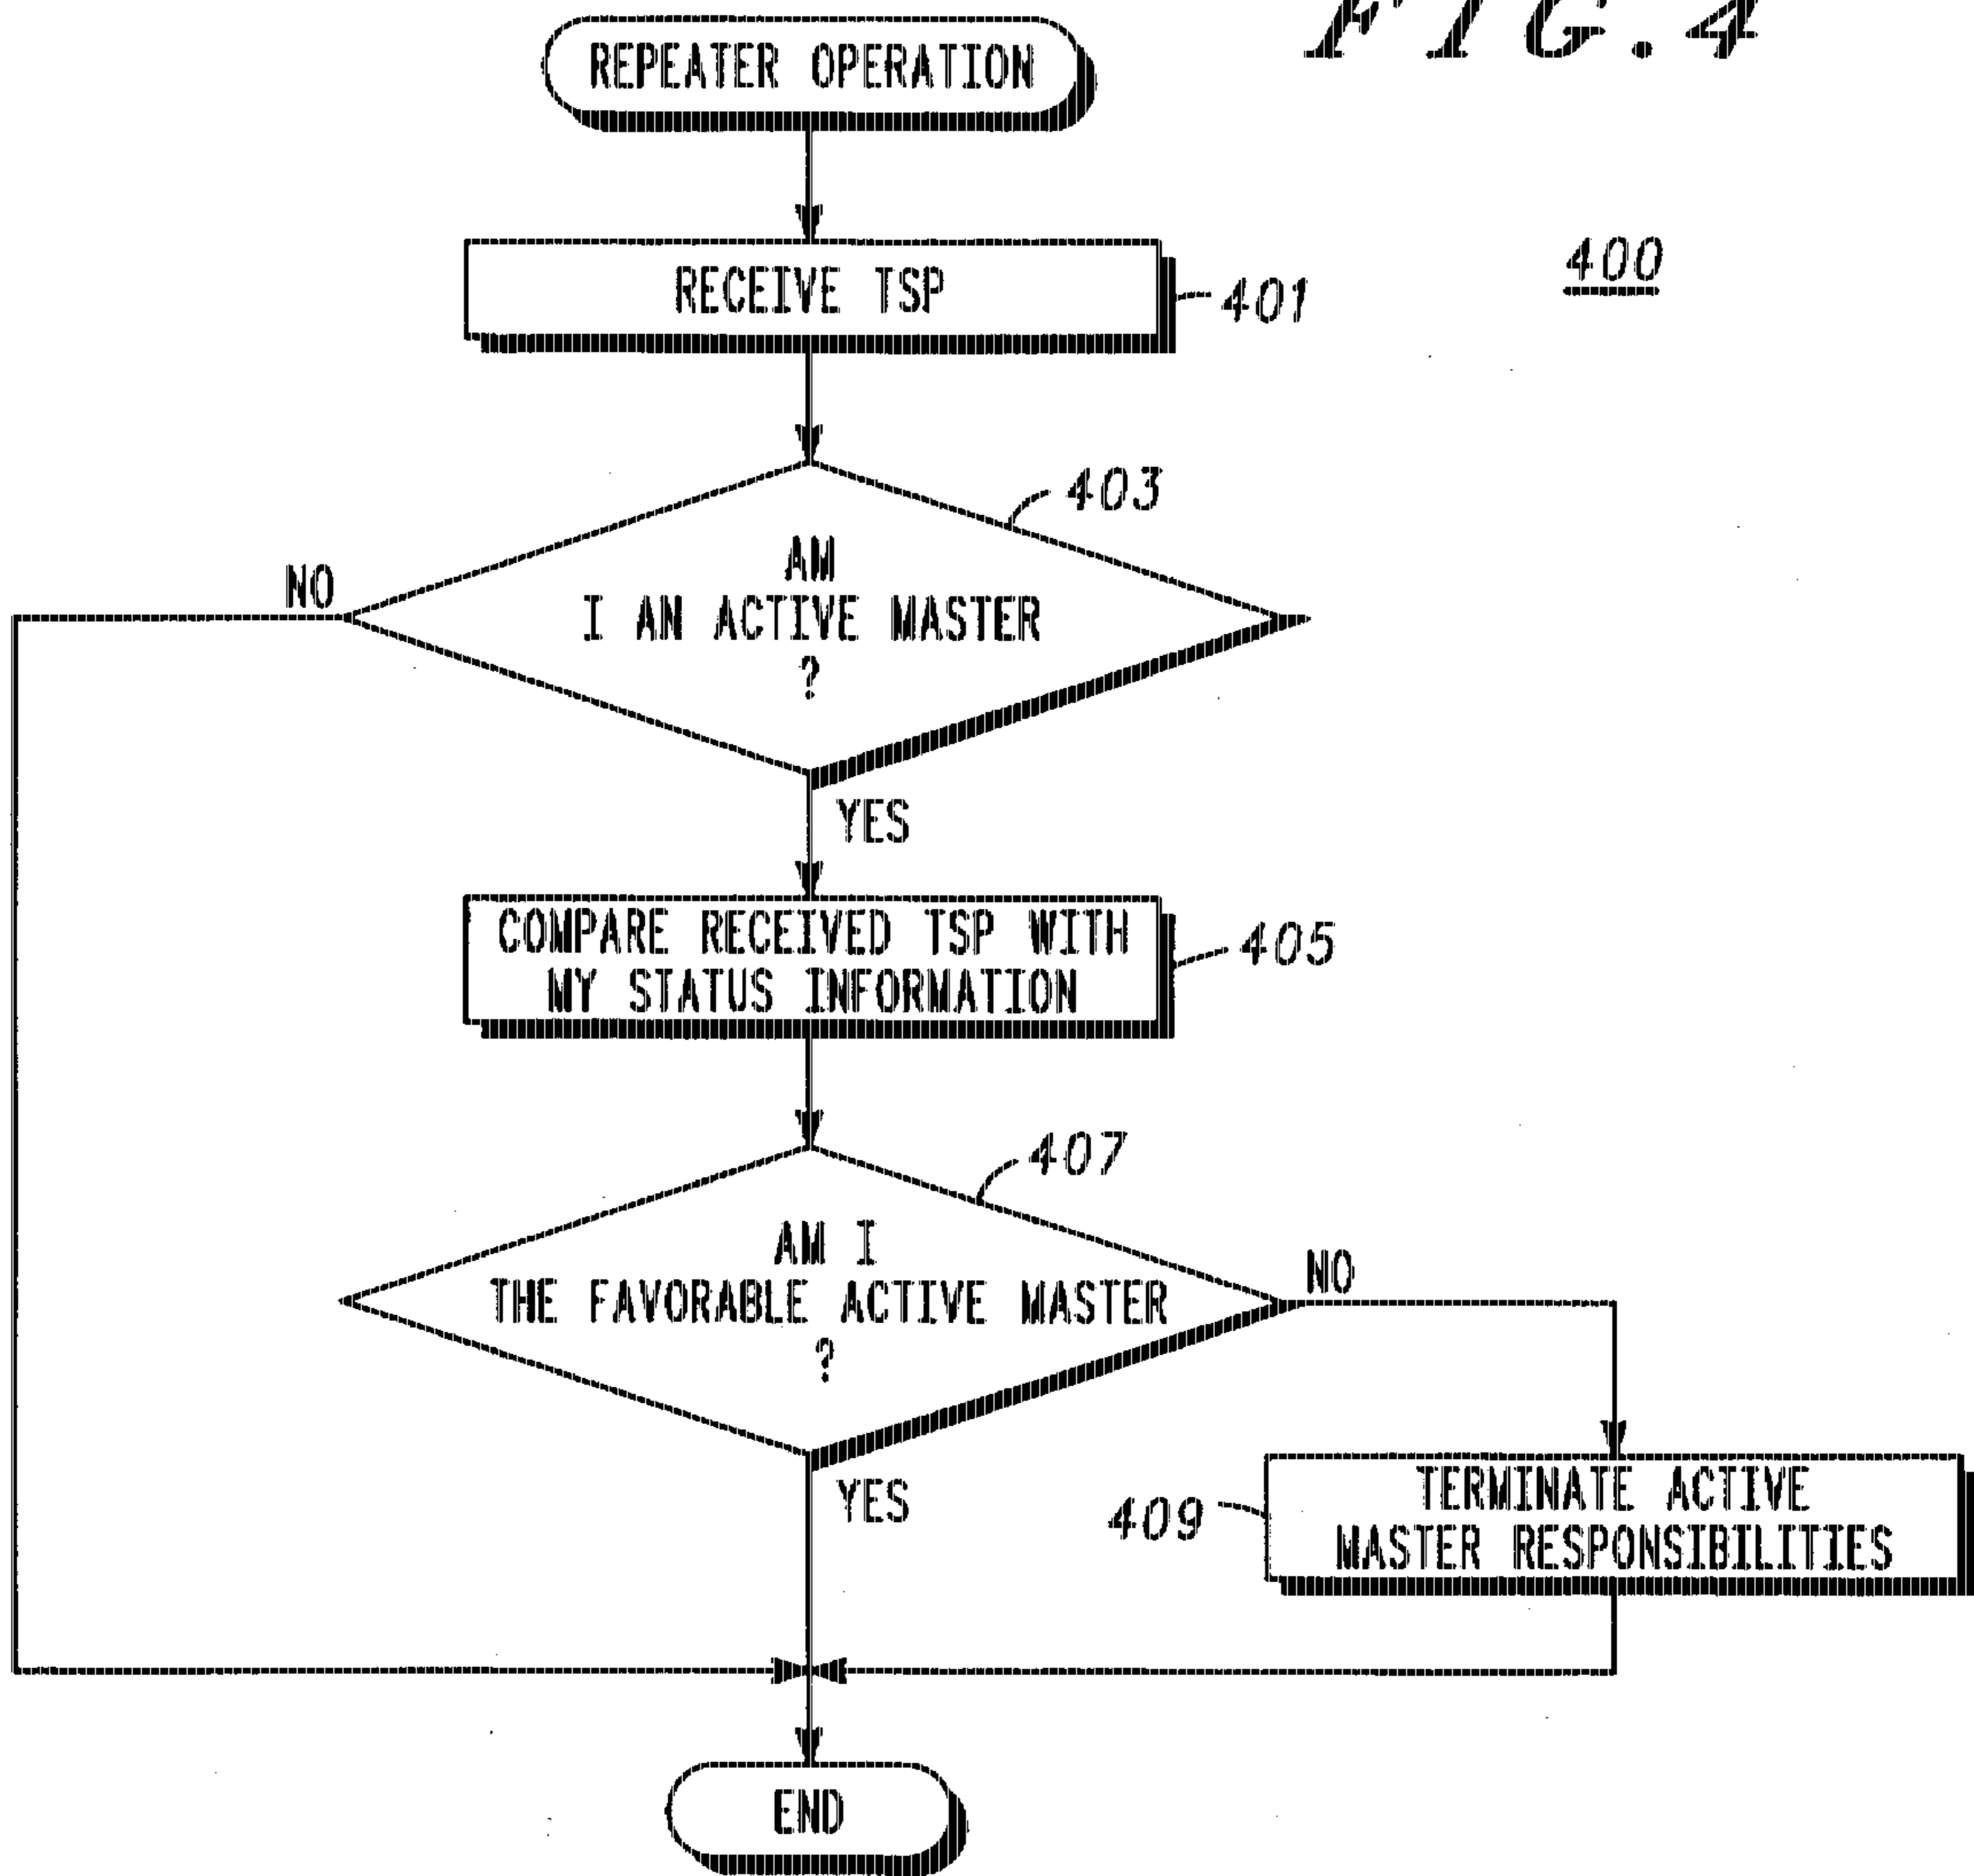 FIG. 4
REPEATER OPERATION
RECEIVE TSP
401
400
403
AM
I AN ACTIVE MASTER
?
NO
YES
COMPARE RECEIVED TSP WITH
MY STATUS INFORMATION
405
407
AM I
THE FAVORABLE ACTIVE MASTER
?
NO
YES
409
TERMINATE ACTIVE
MASTER RESPONSIBILITIES
END